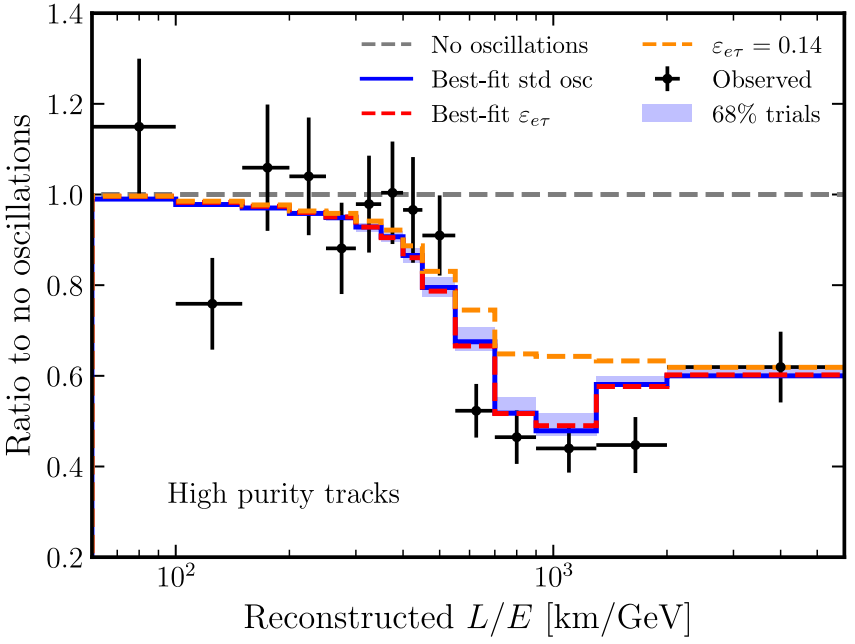 No oscillations
Best-fit std osc
Best-fit εeτ
εeτ = 0.14
Observed
68% trials
1.4
1.2
1.0
0.8
0.6
0.4
0.2
Ratio to no oscillations
High purity tracks
10²
10³
Reconstructed L/E [km/GeV]